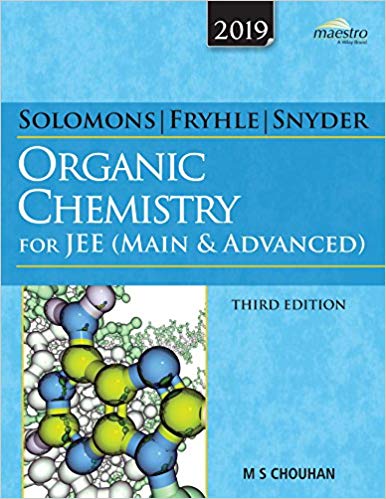 2019
maestro
A Wiley Brand
SOLOMONS|FRYHLE|SNYDER
ORGANIC
CHEMISTRY
FOR JEE (MAIN & ADVANCED)
THIRD EDITION
M S CHOUHAN